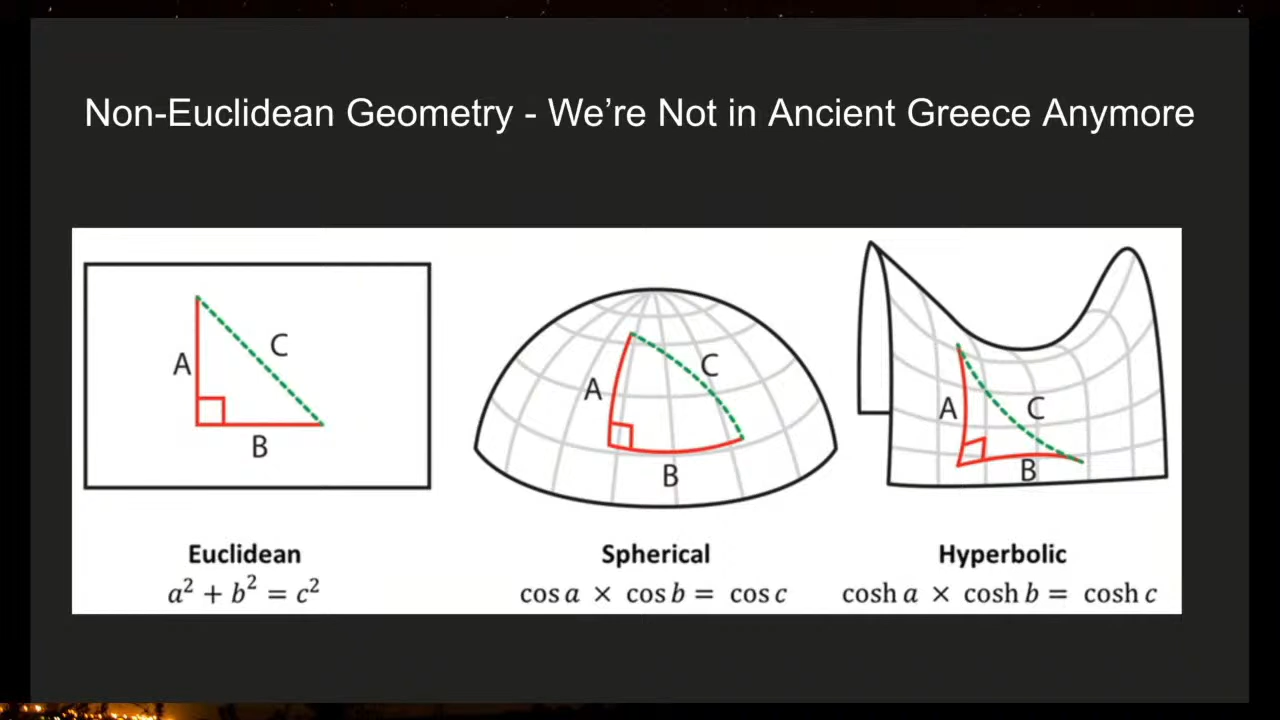 Non-Euclidean Geometry - We’re Not in Ancient Greece Anymore
A
C
B
A
C
B
A
C
B
Euclidean
a² + b² = c²
Spherical
cos a × cos b = cos c
Hyperbolic
cosh a × cosh b = cosh c